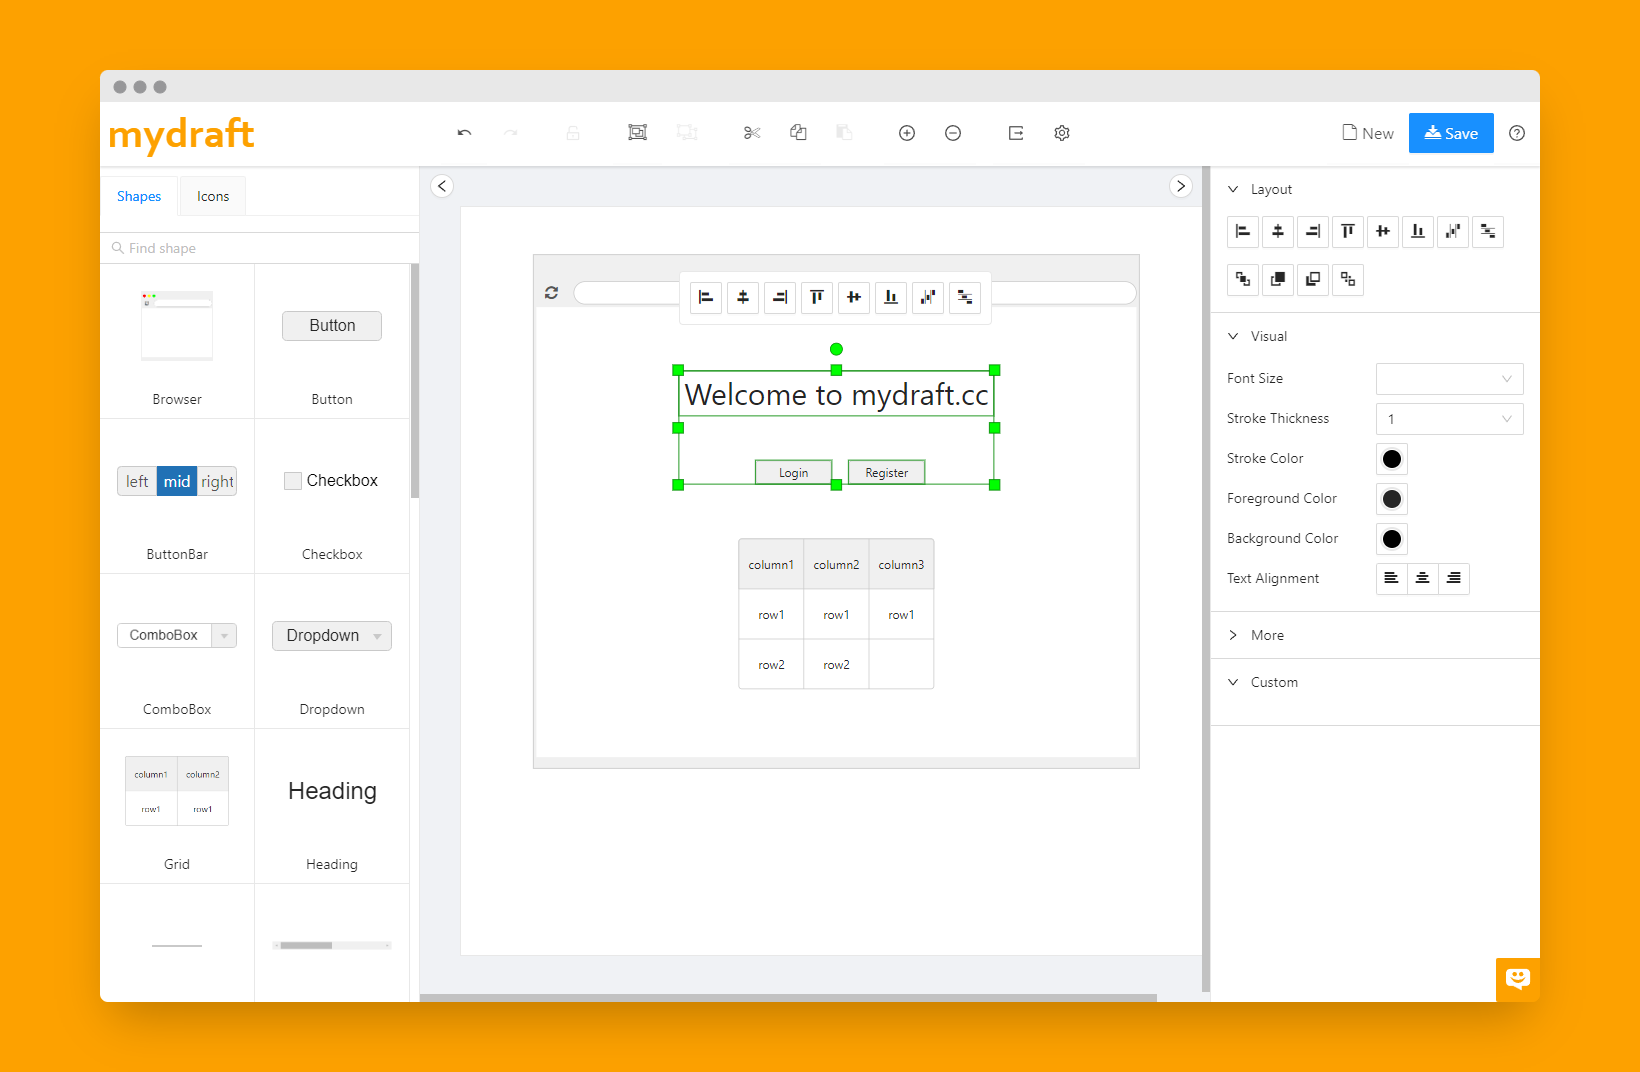 mydraft
New
Save
Shapes
Icons
Find shape
Browser
Button
Button
left mid right
ButtonBar
Checkbox
Checkbox
ComboBox
ComboBox
Dropdown
Dropdown
column1 column2
row1 row1
Grid
Heading
Heading
Welcome to mydraft.cc
Login
Register
column1 column2 column3
row1 row1 row1
row2 row2
Layout
Visual
Font Size
Stroke Thickness
1
Stroke Color
Foreground Color
Background Color
Text Alignment
More
Custom